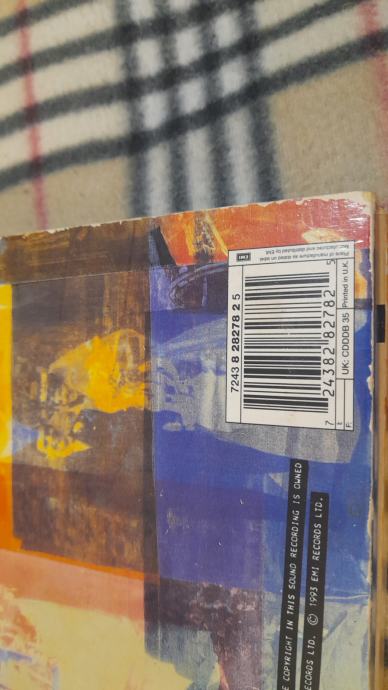 Place of manufacture as stated on label.
Manufactured and distributed by EMI.
EMI
7243 8 28278 2 5
7 24382 82782 5
UK: CDDDB 35
Printed in U.K.
F:
E COPYRIGHT IN THIS SOUND RECORDING IS OWNED
ECORDS LTD. © 1993 EMI RECORDS LTD.